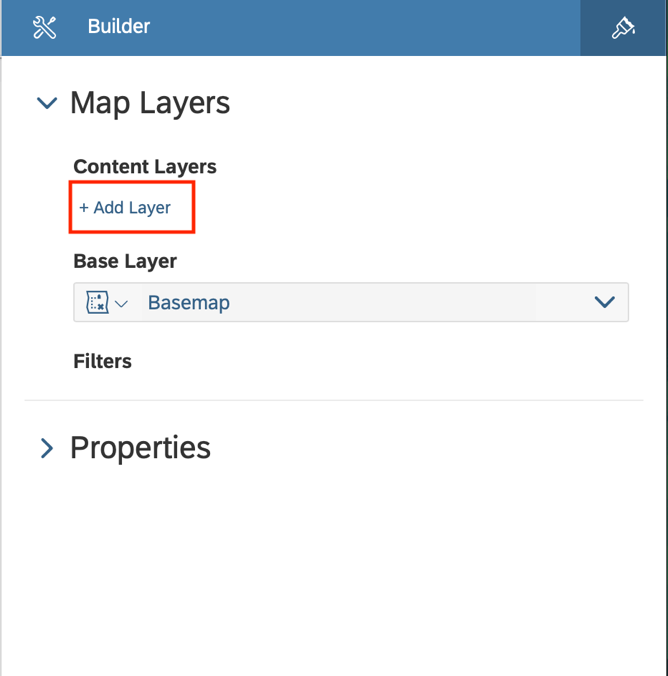 Builder
Map Layers
Content Layers
+ Add Layer
Base Layer
Basemap
Filters
Properties